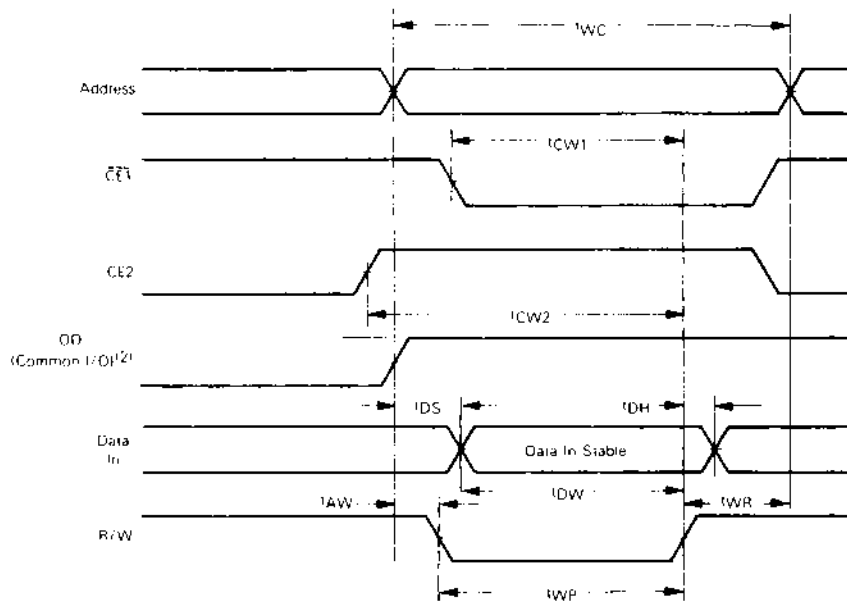 tWC
Address
tCW1
CE1
CE2
tCW2
OD
(Common I/O)(2)
tDS
tDH
Data
In
Data In Stable
tDW
tAW
tWR
R/W
tWP